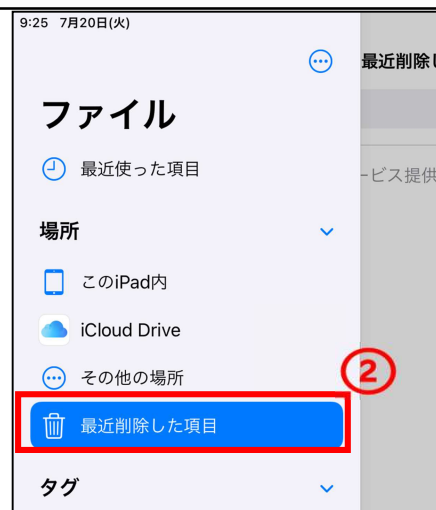 9:25 7月20日(火)
最近削除し
ファイル
最近使った項目
ービス提供
場所
このiPad内
iCloud Drive
その他の場所
②
最近削除した項目
タグ